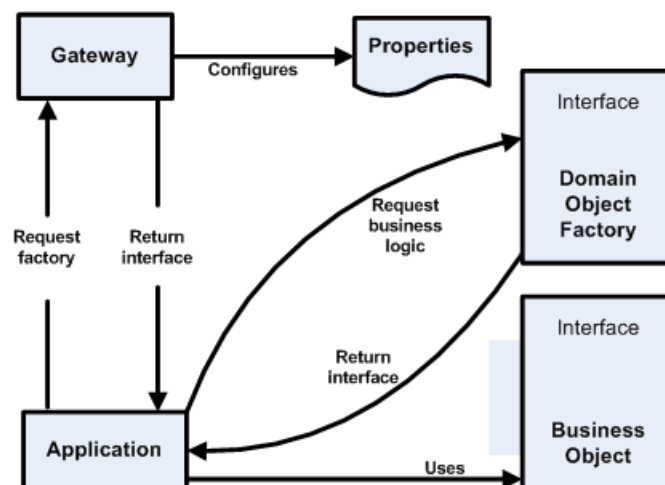 Gateway
Configures
Properties
Interface
Domain
Object
Factory
Request
factory
Return
interface
Request
business
logic
Return
interface
Interface
Business
Object
Application
Uses